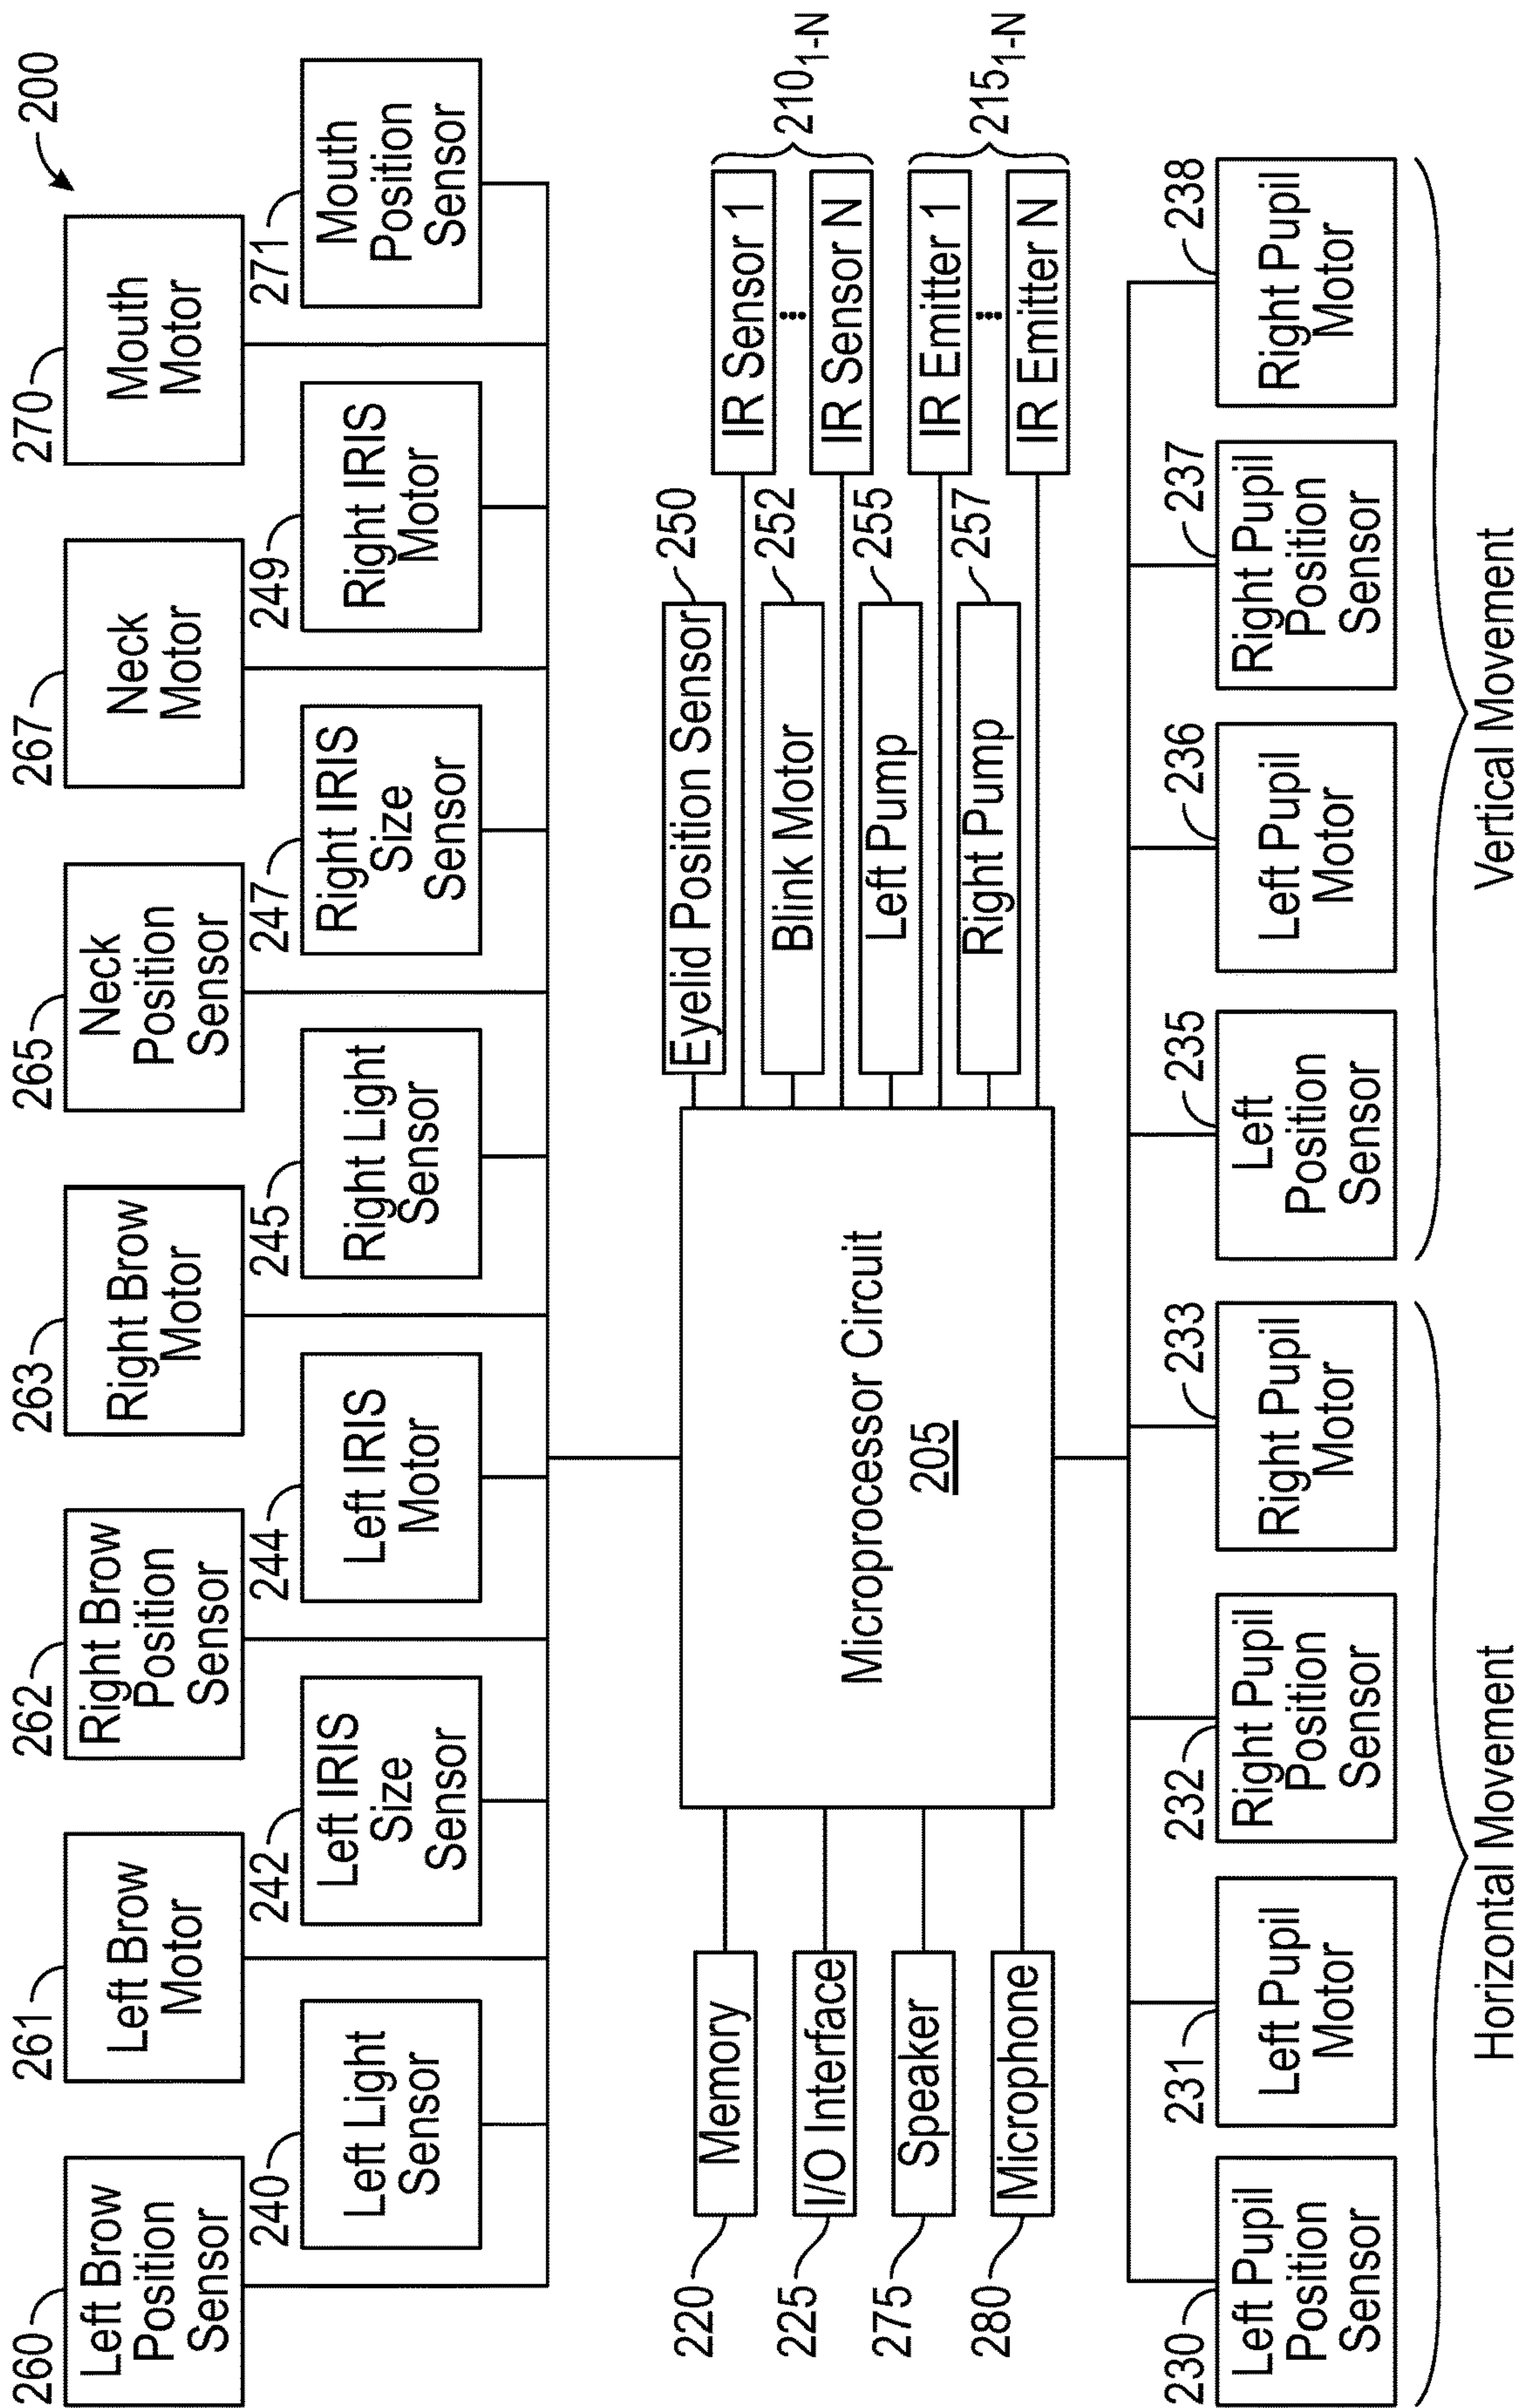 200
260
Left Brow
Position
Sensor
261
Left Brow
Motor
262
Right Brow
Position
Sensor
263
Right Brow
Motor
265
Neck
Position
Sensor
267
Neck
Motor
270
Mouth
Motor
240
Left Light
Sensor
242
Left IRIS
Size
Sensor
244
Left IRIS
Motor
245
Right Light
Sensor
247
Right IRIS
Size
Sensor
249
Right IRIS
Motor
271
Mouth
Position
Sensor
220
Memory
225
I/O Interface
275
Speaker
280
Microphone
Microprocessor Circuit
205
Eyelid Position Sensor
250
Blink Motor
252
Left Pump
255
Right Pump
257
IR Sensor 1
IR Sensor N
210₁₋N
IR Emitter 1
IR Emitter N
215₁₋N
230
Left Pupil
Position
Sensor
231
Left Pupil
Motor
232
Right Pupil
Position
Sensor
233
Right Pupil
Motor
235
Left
Position
Sensor
236
Left Pupil
Motor
237
Right Pupil
Position
Sensor
238
Right Pupil
Motor
Horizontal Movement
Vertical Movement